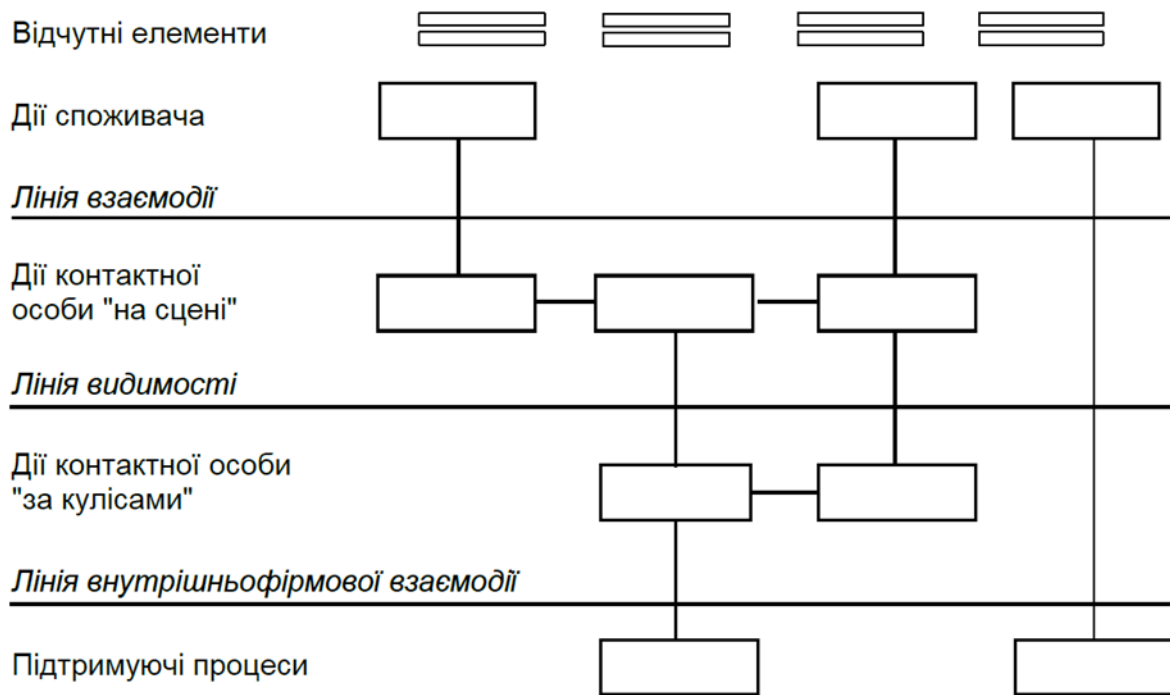 Відчутні елементи
Дії споживача
Лінія взаємодії
Дії контактної
особи "на сцені"
Лінія видимості
Дії контактної особи
"за кулісами"
Лінія внутрішньофірмової взаємодії
Підтримуючі процеси